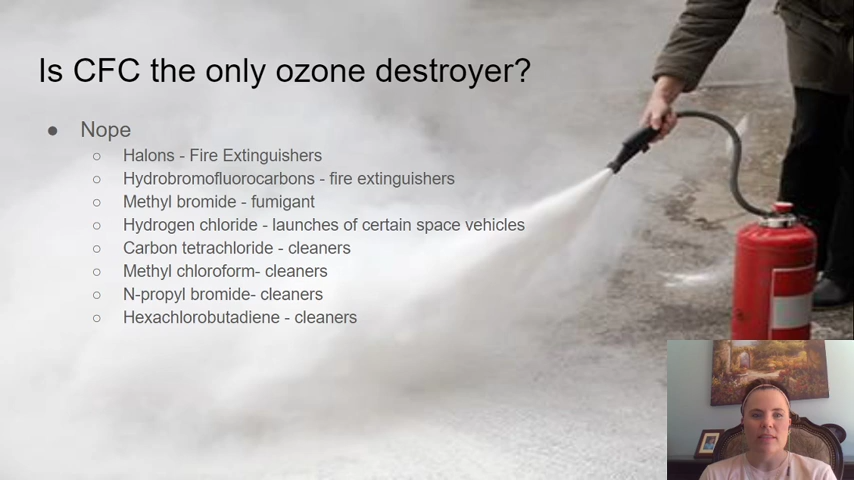 Is CFC the only ozone destroyer?
● Nope
○ Halons - Fire Extinguishers
○ Hydrobromofluorocarbons - fire extinguishers
○ Methyl bromide - fumigant
○ Hydrogen chloride - launches of certain space vehicles
○ Carbon tetrachloride - cleaners
○ Methyl chloroform- cleaners
○ N-propyl bromide- cleaners
○ Hexachlorobutadiene - cleaners